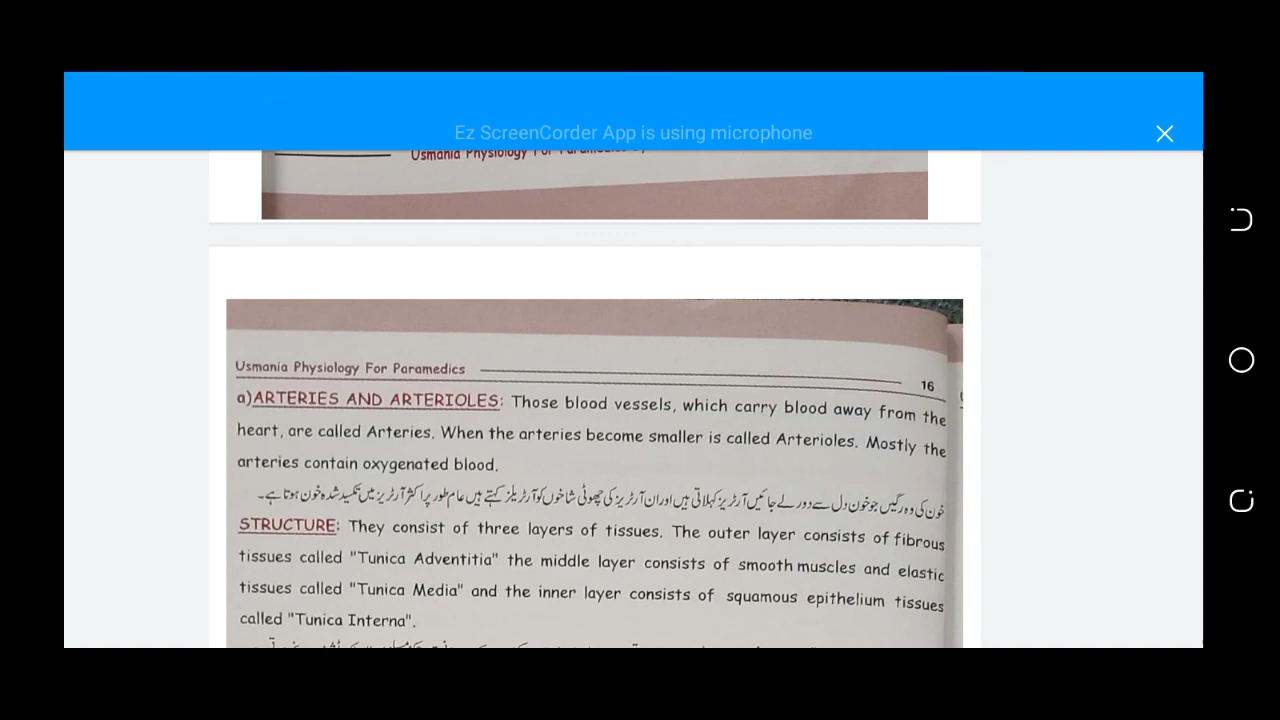 Ez ScreenCorder App is using microphone
Usmania Physiology For
Usmania Physiology For Paramedics
16
a)ARTERIES AND ARTERIOLES: Those blood vessels, which carry blood away from the
heart, are called Arteries. When the arteries become smaller is called Arterioles. Mostly the
arteries contain oxygenated blood.
خون کی وہ رگیں جو خون دل سے دور لے جائیں آرٹریز کہلاتی ہیں اور ان آرٹریز کی چھوٹی شاخوں کو آرٹریلز کہتے ہیں عام طور پر اکثر آرٹریز میں تکسید شدہ خون ہوتا ہے۔
STRUCTURE: They consist of three layers of tissues. The outer layer consists of fibrous
tissues called "Tunica Adventitia" the middle layer consists of smooth muscles and elastic
tissues called "Tunica Media" and the inner layer consists of squamous epithelium tissues
called "Tunica Interna".